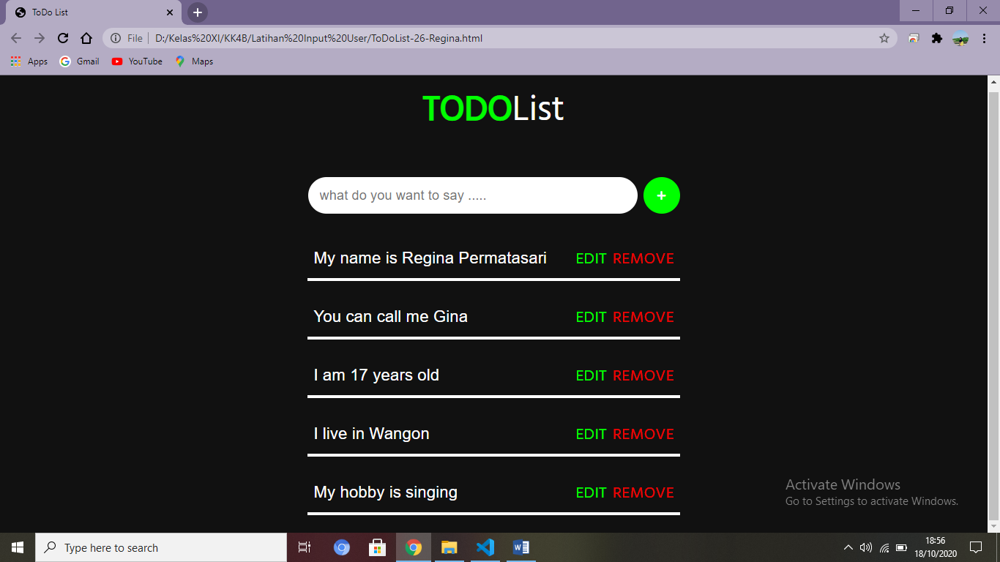 ToDo List
File D:/Kelas%20XI/KK4B/Latihan%20Input%20User/ToDoList-26-Regina.html
Apps Gmail YouTube Maps
TODOList
what do you want to say .....
+
My name is Regina Permatasari EDIT REMOVE
You can call me Gina EDIT REMOVE
I am 17 years old EDIT REMOVE
I live in Wangon EDIT REMOVE
My hobby is singing EDIT REMOVE
Activate Windows
Go to Settings to activate Windows.
Type here to search
18:56
18/10/2020